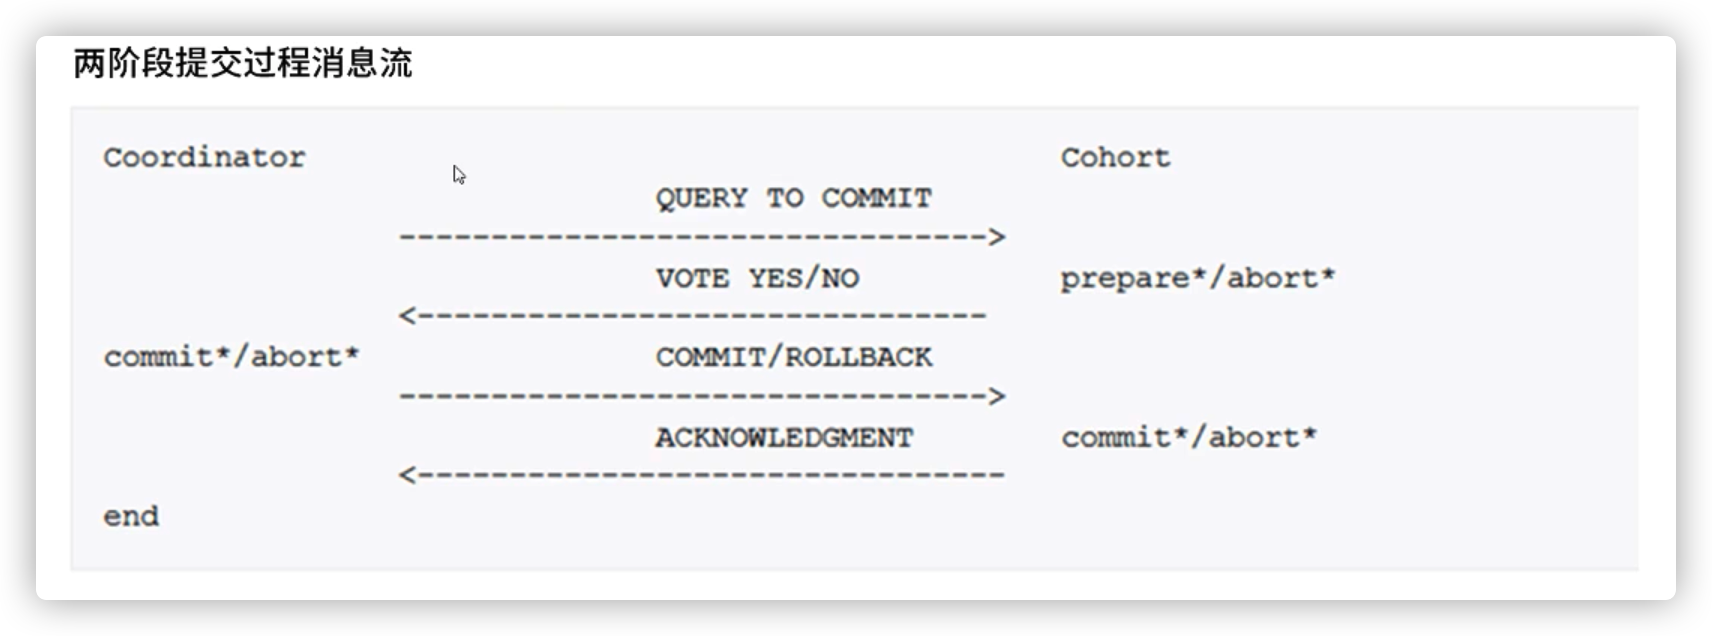 两阶段提交过程消息流
Coordinator Cohort
QUERY TO COMMIT
-------------------------------->
VOTE YES/NO prepare*/abort*
<-------------------------------
commit*/abort* COMMIT/ROLLBACK
-------------------------------->
ACKNOWLEDGMENT commit*/abort*
<--------------------------------
end